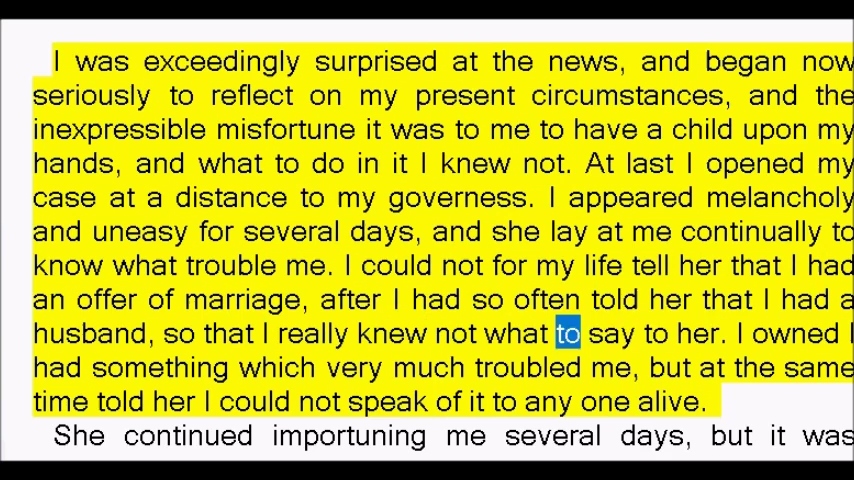 I was exceedingly surprised at the news, and began now
seriously to reflect on my present circumstances, and the
inexpressible misfortune it was to me to have a child upon my
hands, and what to do in it I knew not. At last I opened my
case at a distance to my governess. I appeared melancholy
and uneasy for several days, and she lay at me continually to
know what trouble me. I could not for my life tell her that I had
an offer of marriage, after I had so often told her that I had a
husband, so that I really knew not what to say to her. I owned I
had something which very much troubled me, but at the same
time told her I could not speak of it to any one alive.
She continued importuning me several days, but it was